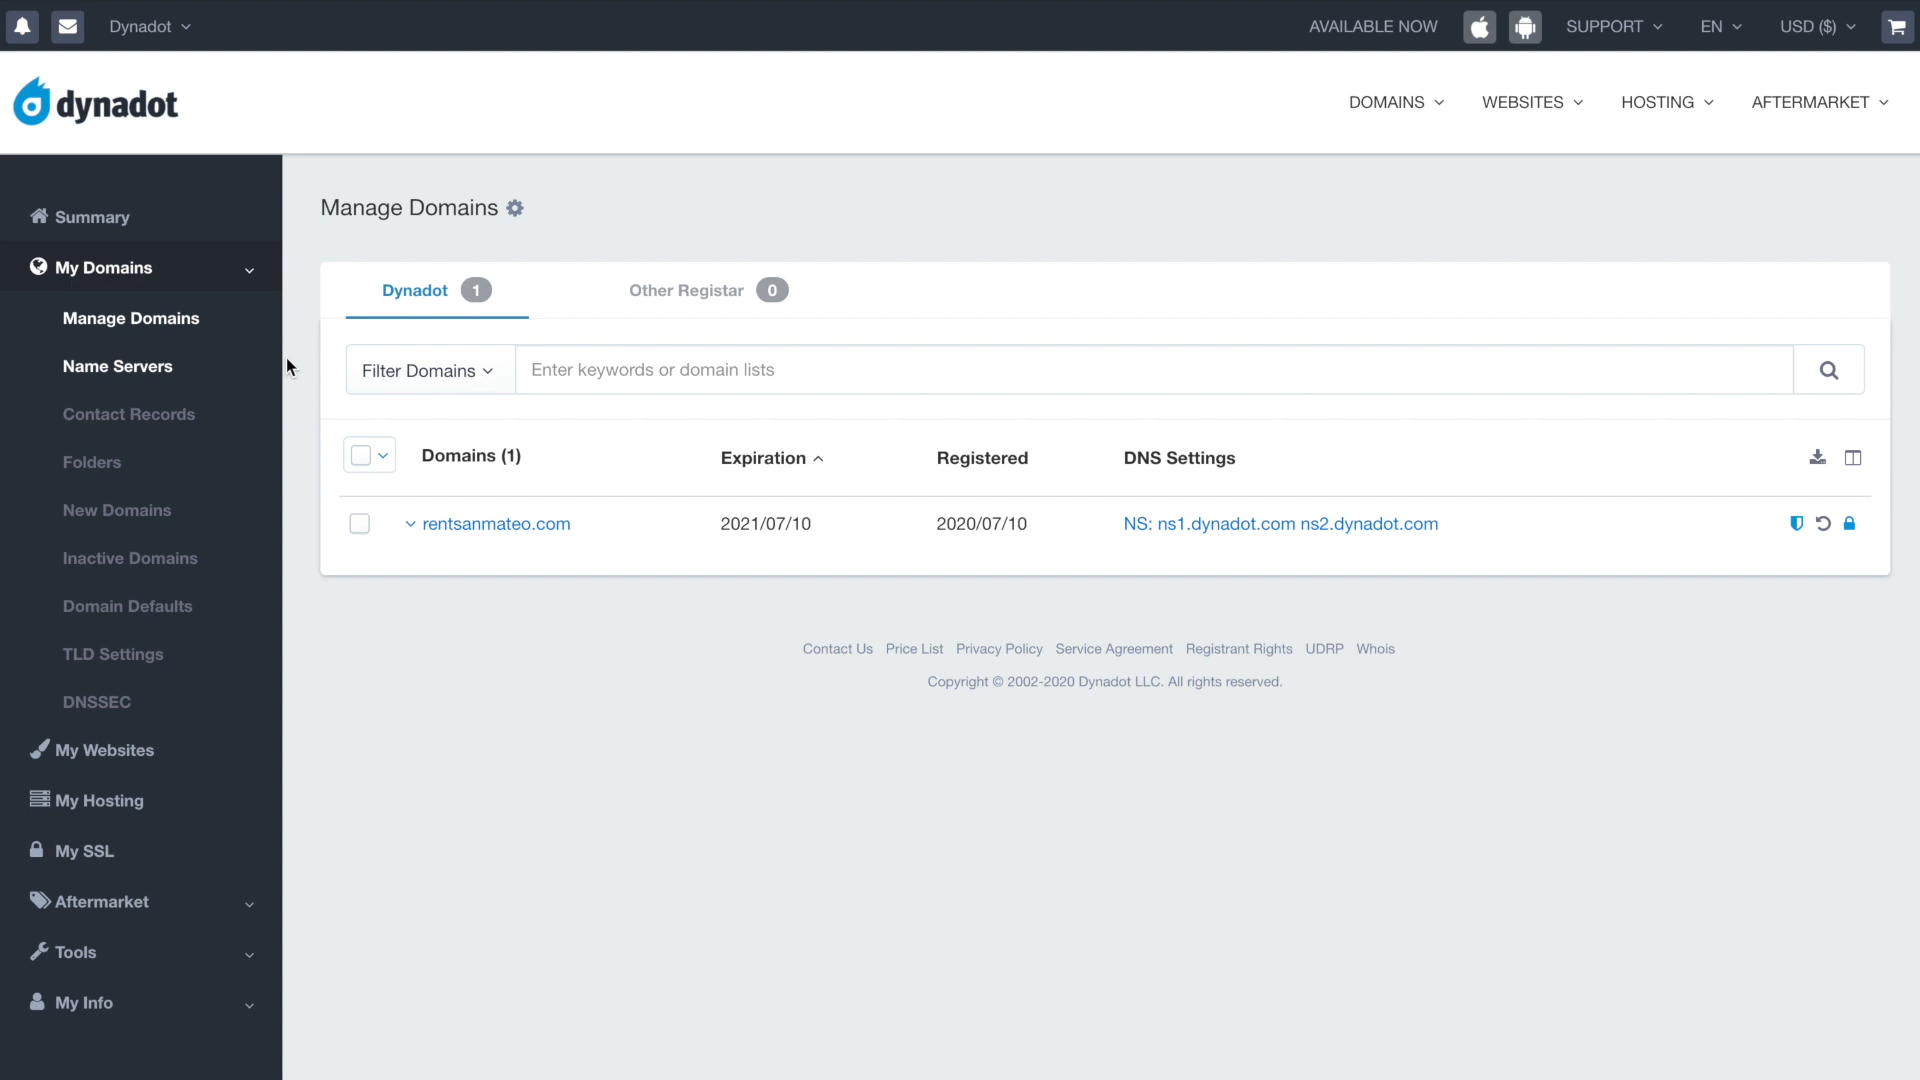 Dynadot
AVAILABLE NOW
SUPPORT
EN
USD ($)
dynadot
DOMAINS
WEBSITES
HOSTING
AFTERMARKET
Summary
My Domains
Manage Domains
Name Servers
Contact Records
Folders
New Domains
Inactive Domains
Domain Defaults
TLD Settings
DNSSEC
My Websites
My Hosting
My SSL
Aftermarket
Tools
My Info
Manage Domains
Dynadot 1
Other Registar 0
Filter Domains
Enter keywords or domain lists
Domains (1) Expiration Registered DNS Settings
rentsanmateo.com 2021/07/10 2020/07/10 NS: ns1.dynadot.com ns2.dynadot.com
Contact Us Price List Privacy Policy Service Agreement Registrant Rights UDRP Whois
Copyright © 2002-2020 Dynadot LLC. All rights reserved.